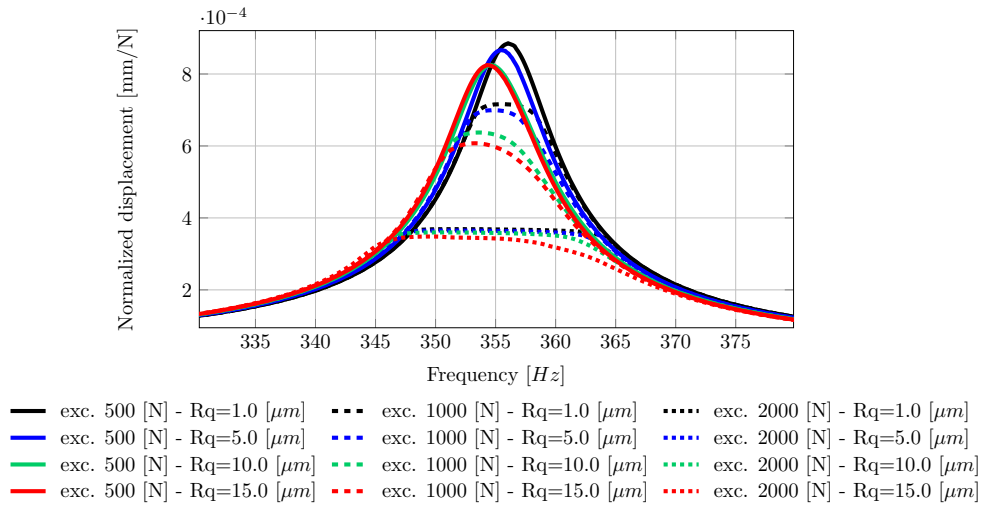 ·10−4
Normalized displacement [mm/N]
8
6
4
2
335 340 345 350 355 360 365 370 375
Frequency [Hz]
exc. 500 [N] - Rq=1.0 [μm] exc. 1000 [N] - Rq=1.0 [μm] exc. 2000 [N] - Rq=1.0 [μm]
exc. 500 [N] - Rq=5.0 [μm] exc. 1000 [N] - Rq=5.0 [μm] exc. 2000 [N] - Rq=5.0 [μm]
exc. 500 [N] - Rq=10.0 [μm] exc. 1000 [N] - Rq=10.0 [μm] exc. 2000 [N] - Rq=10.0 [μm]
exc. 500 [N] - Rq=15.0 [μm] exc. 1000 [N] - Rq=15.0 [μm] exc. 2000 [N] - Rq=15.0 [μm]